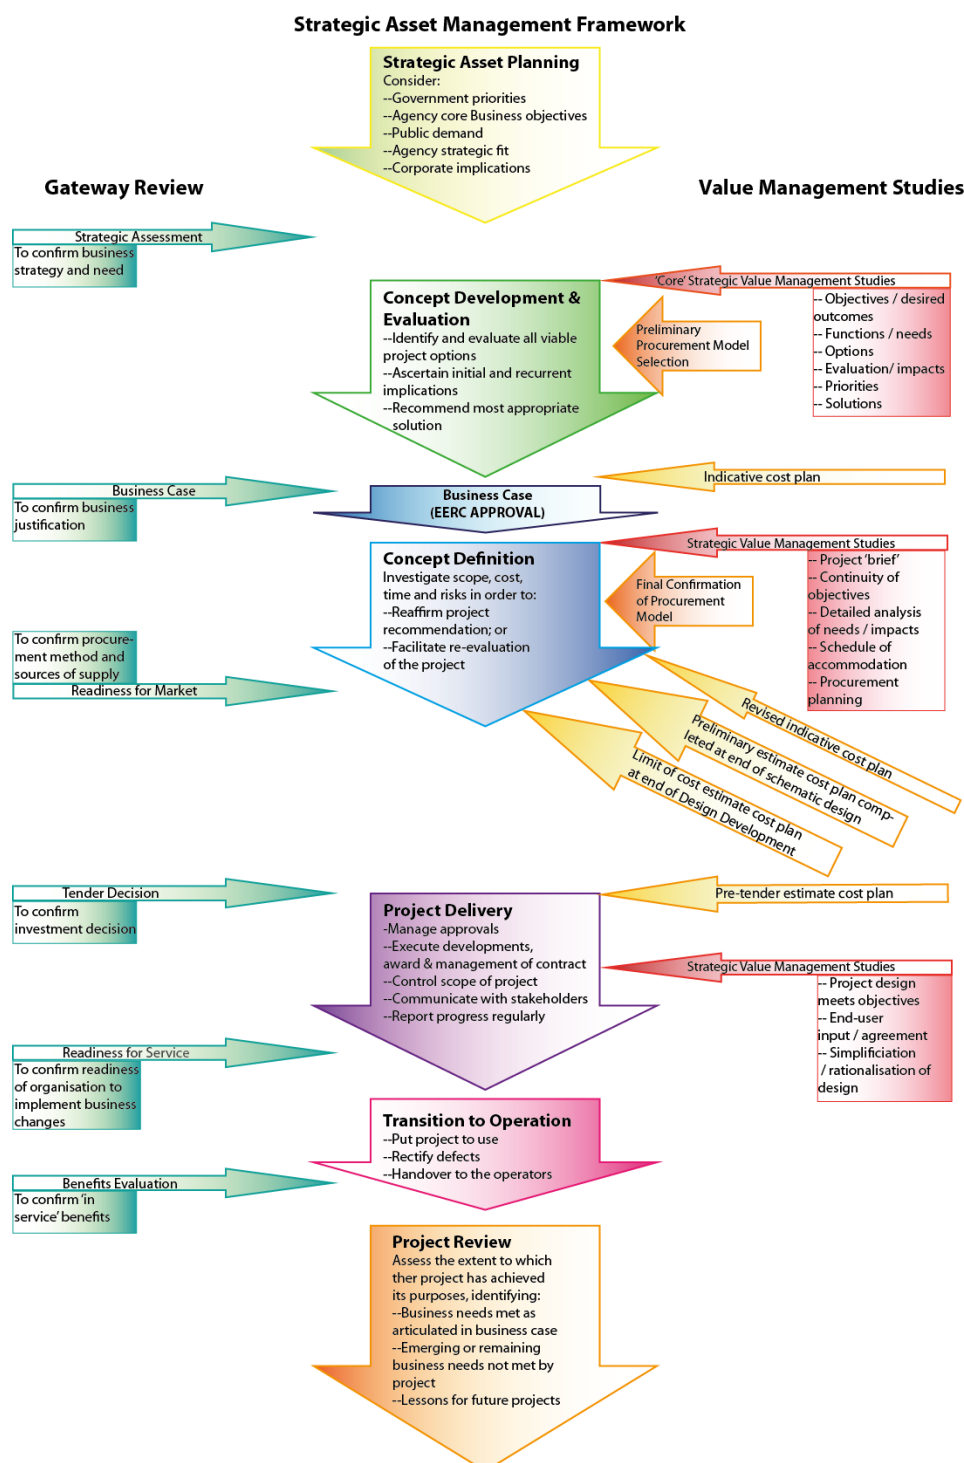 Strategic Asset Management Framework
Strategic Asset Planning
Consider:
--Government priorities
--Agency core Business objectives
--Public demand
--Agency strategic fit
--Corporate implications
Gateway Review
Value Management Studies
Strategic Assessment
To confirm business
strategy and need
'Core' Strategic Value Management Studies
-- Objectives / desired
outcomes
-- Functions / needs
-- Options
-- Evaluation/ impacts
-- Priorities
-- Solutions
Concept Development &
Evaluation
--Identify and evaluate all viable
project options
--Ascertain initial and recurrent
implications
--Recommend most appropriate
solution
Preliminary
Procurement Model
Selection
Business Case
To confirm business
justification
Business Case
(EERC APPROVAL)
Indicative cost plan
Strategic Value Management Studies
-- Project 'brief'
-- Continuity of
objectives
-- Detailed analysis
of needs / impacts
-- Schedule of
accommodation
-- Procurement
planning
Concept Definition
Investigate scope, cost,
time and risks in order to:
--Reaffirm project
recommendation; or
--Facilitate re-evaluation
of the project
Final Confirmation
of Procurement
Model
To confirm procure-
ment method and
sources of supply
Readiness for Market
Revised indicative cost plan
Preliminary estimate cost plan comp-
leted at end of schematic design
Limit of cost estimate cost plan
at end of Design Development
Tender Decision
To confirm
investment decision
Pre-tender estimate cost plan
Project Delivery
-Manage approvals
--Execute developments,
award & management of contract
--Control scope of project
--Communicate with stakeholders
--Report progress regularly
Strategic Value Management Studies
-- Project design
meets objectives
-- End-user
input / agreement
-- Simplificiation
/ rationalisation of
design
Readiness for Service
To confirm readiness
of organisation to
implement business
changes
Transition to Operation
--Put project to use
--Rectify defects
--Handover to the operators
Benefits Evaluation
To confirm 'in
service' benefits
Project Review
Assess the extent to which
ther project has achieved
its purposes, identifying:
--Business needs met as
articulated in business case
--Emerging or remaining
business needs not met by
project
--Lessons for future projects